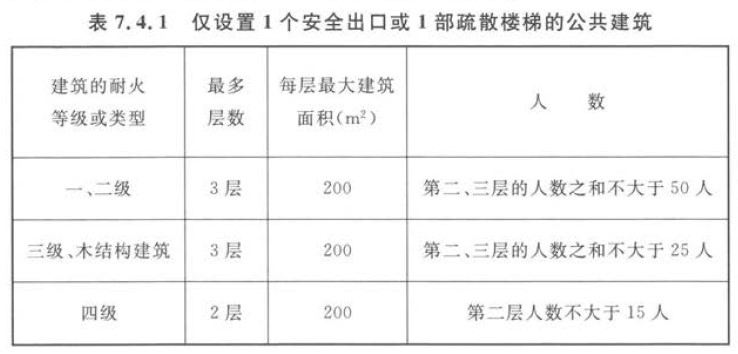 表 7.4.1 仅设置 1 个安全出口或 1 部疏散楼梯的公共建筑
建筑的耐火
等级或类型
最多
层数
每层最大建筑
面积(m²)
人 数
一、二级
3 层
200
第二、三层的人数之和不大于 50 人
三级、木结构建筑
3 层
200
第二、三层的人数之和不大于 25 人
四级
2 层
200
第二层人数不大于 15 人